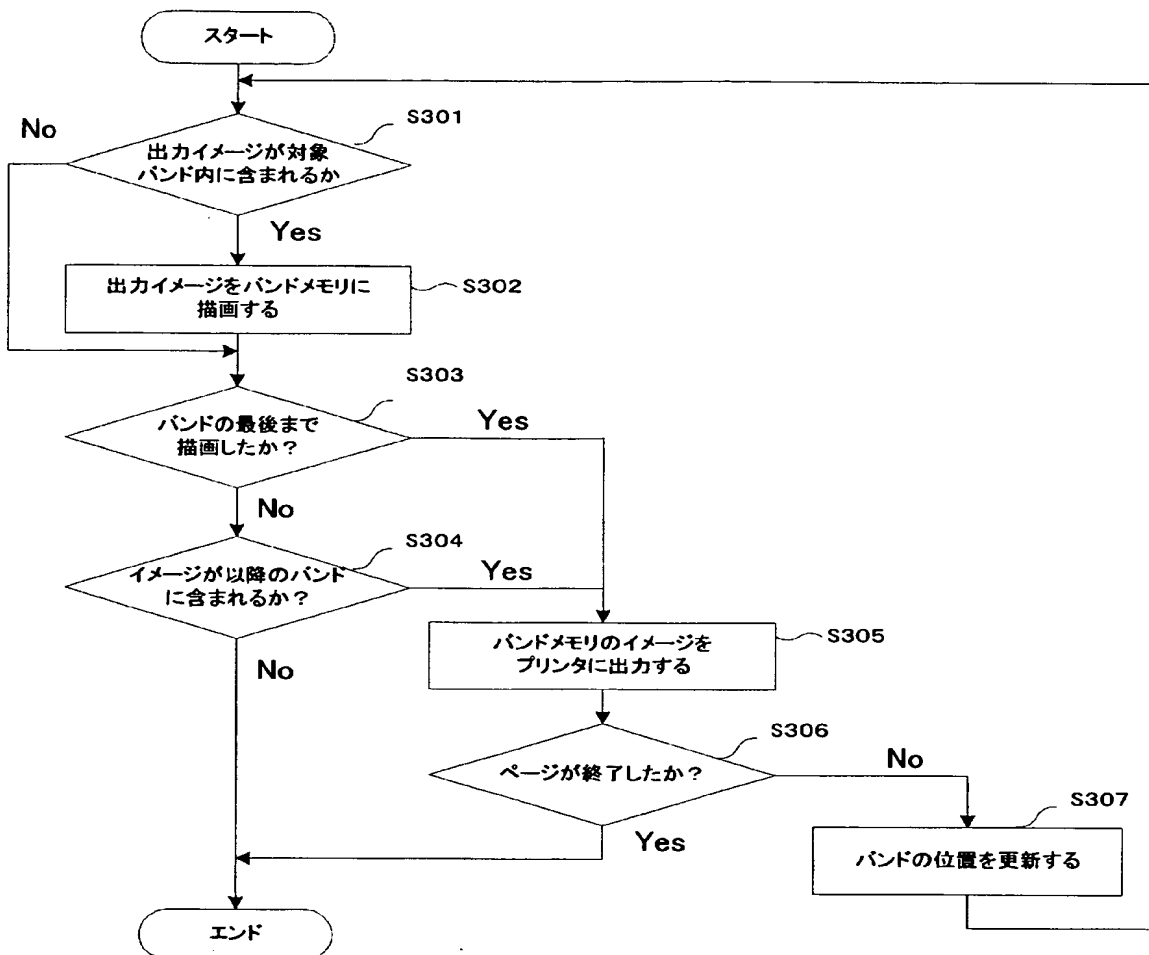 スタート
No
S301
出力イメージが対象
バンド内に含まれるか
Yes
出力イメージをバンドメモリに
描画する
S302
S303
バンドの最後まで
描画したか？
Yes
No
S304
イメージが以降のバンド
に含まれるか？
Yes
No
バンドメモリのイメージを
プリンタに出力する
S305
S306
ページが終了したか？
No
Yes
S307
バンドの位置を更新する
エンド